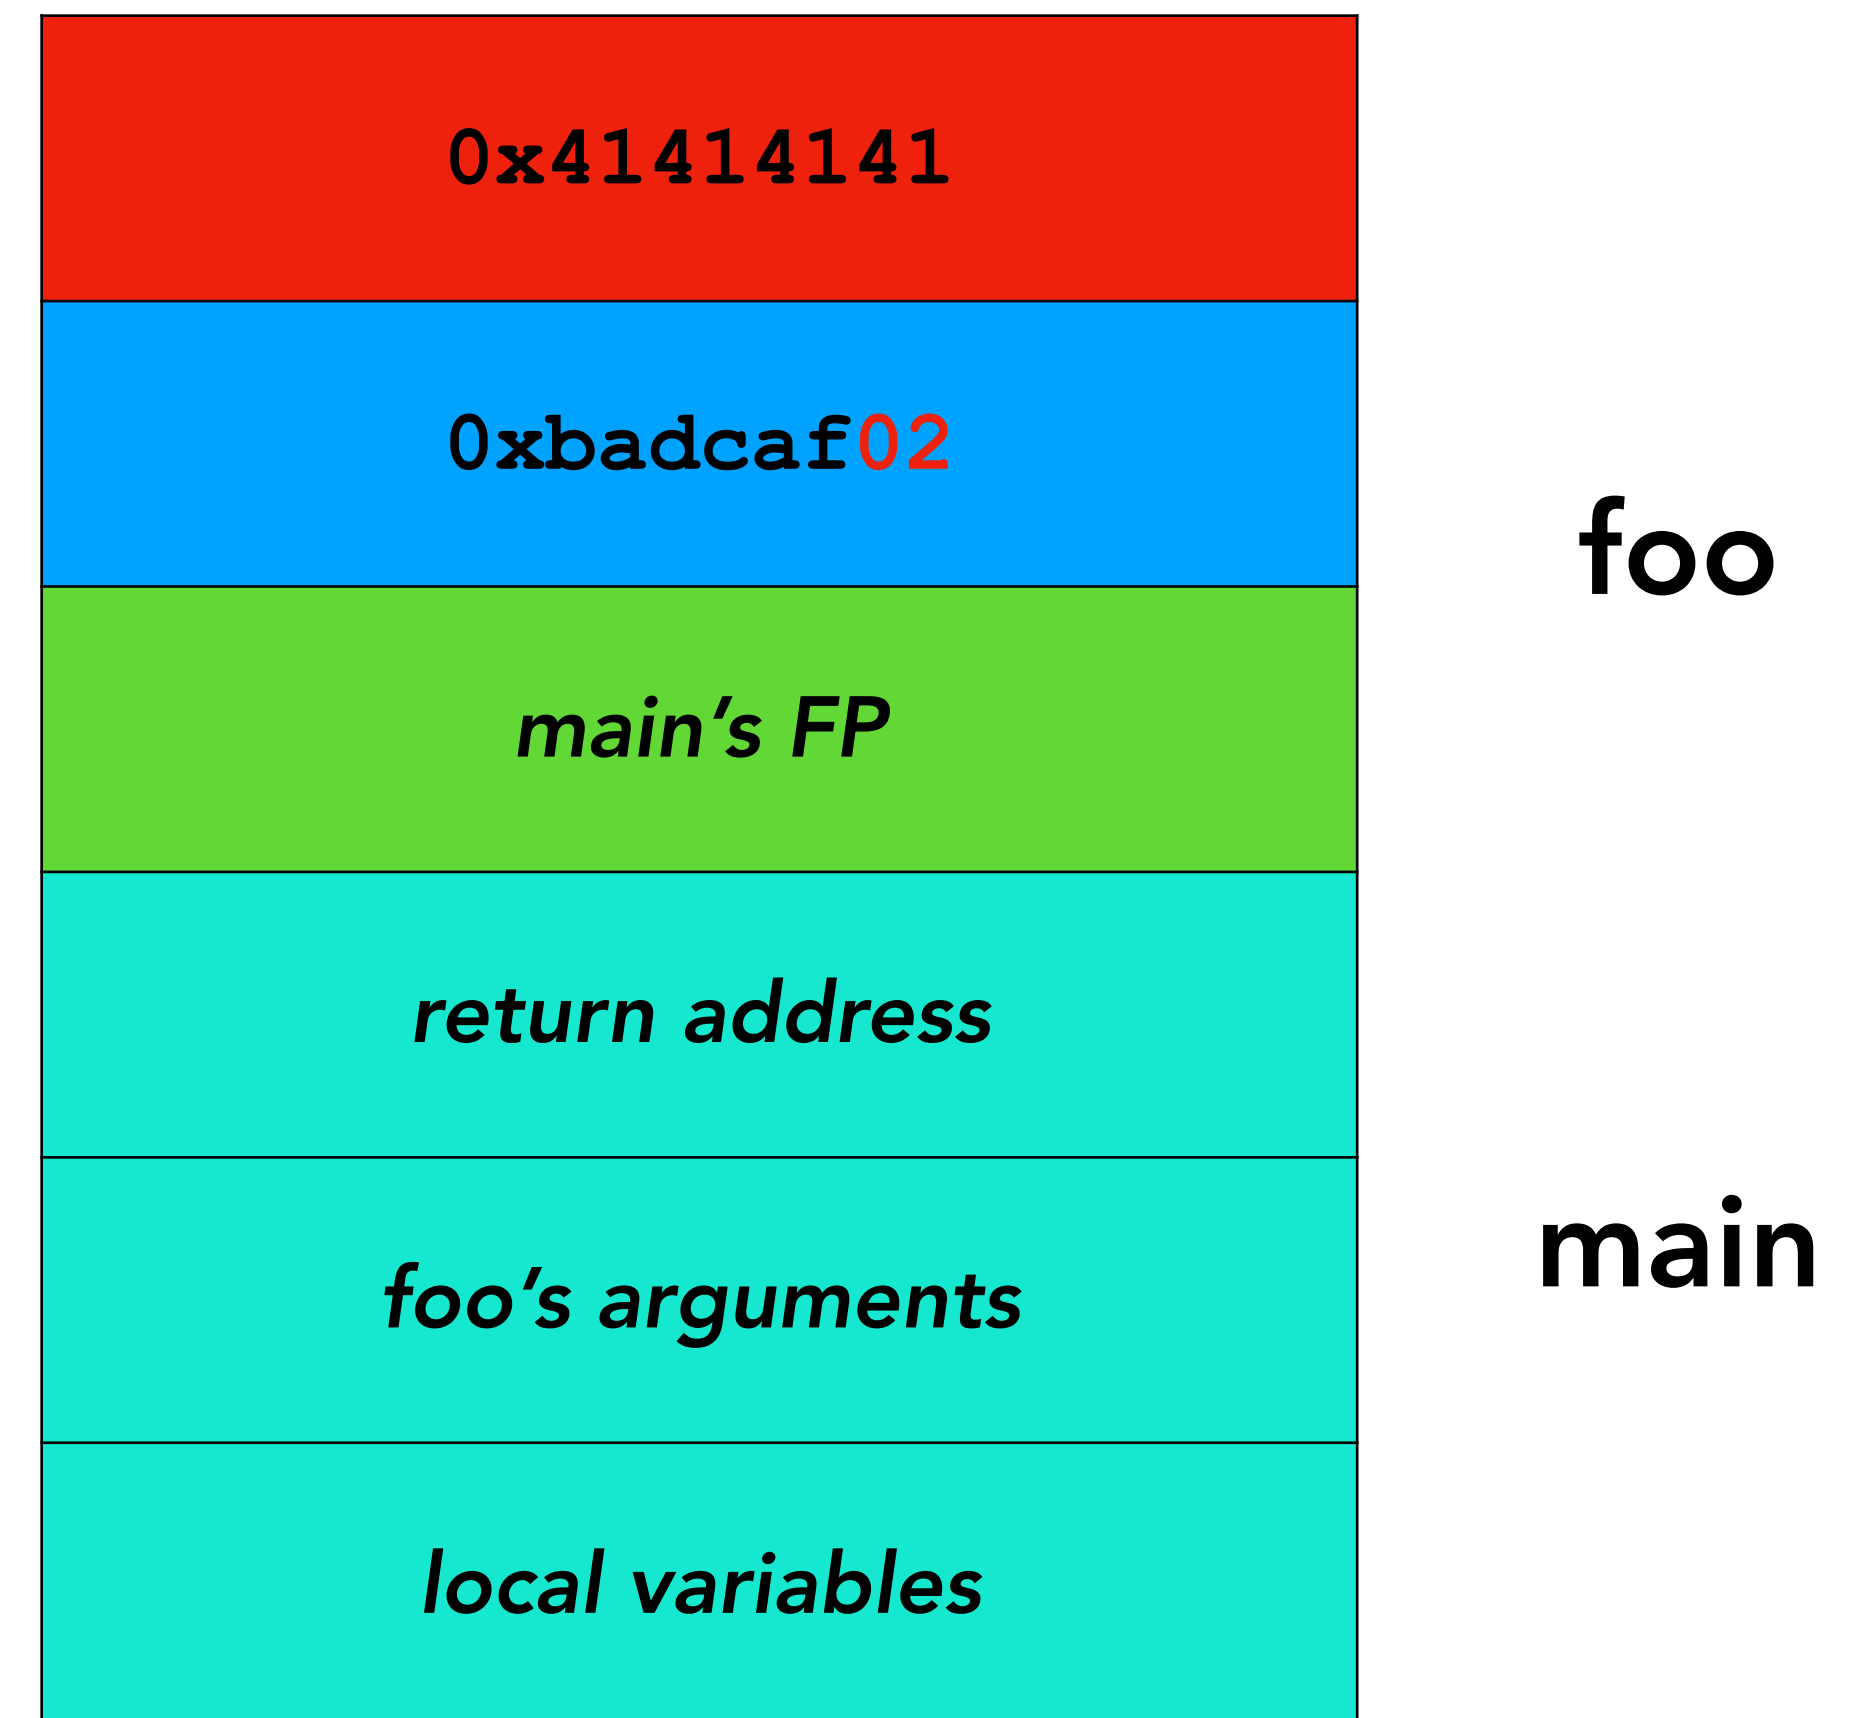 0x41414141
0xbadcaf02
foo
main’s FP
return address
main
foo’s arguments
local variables